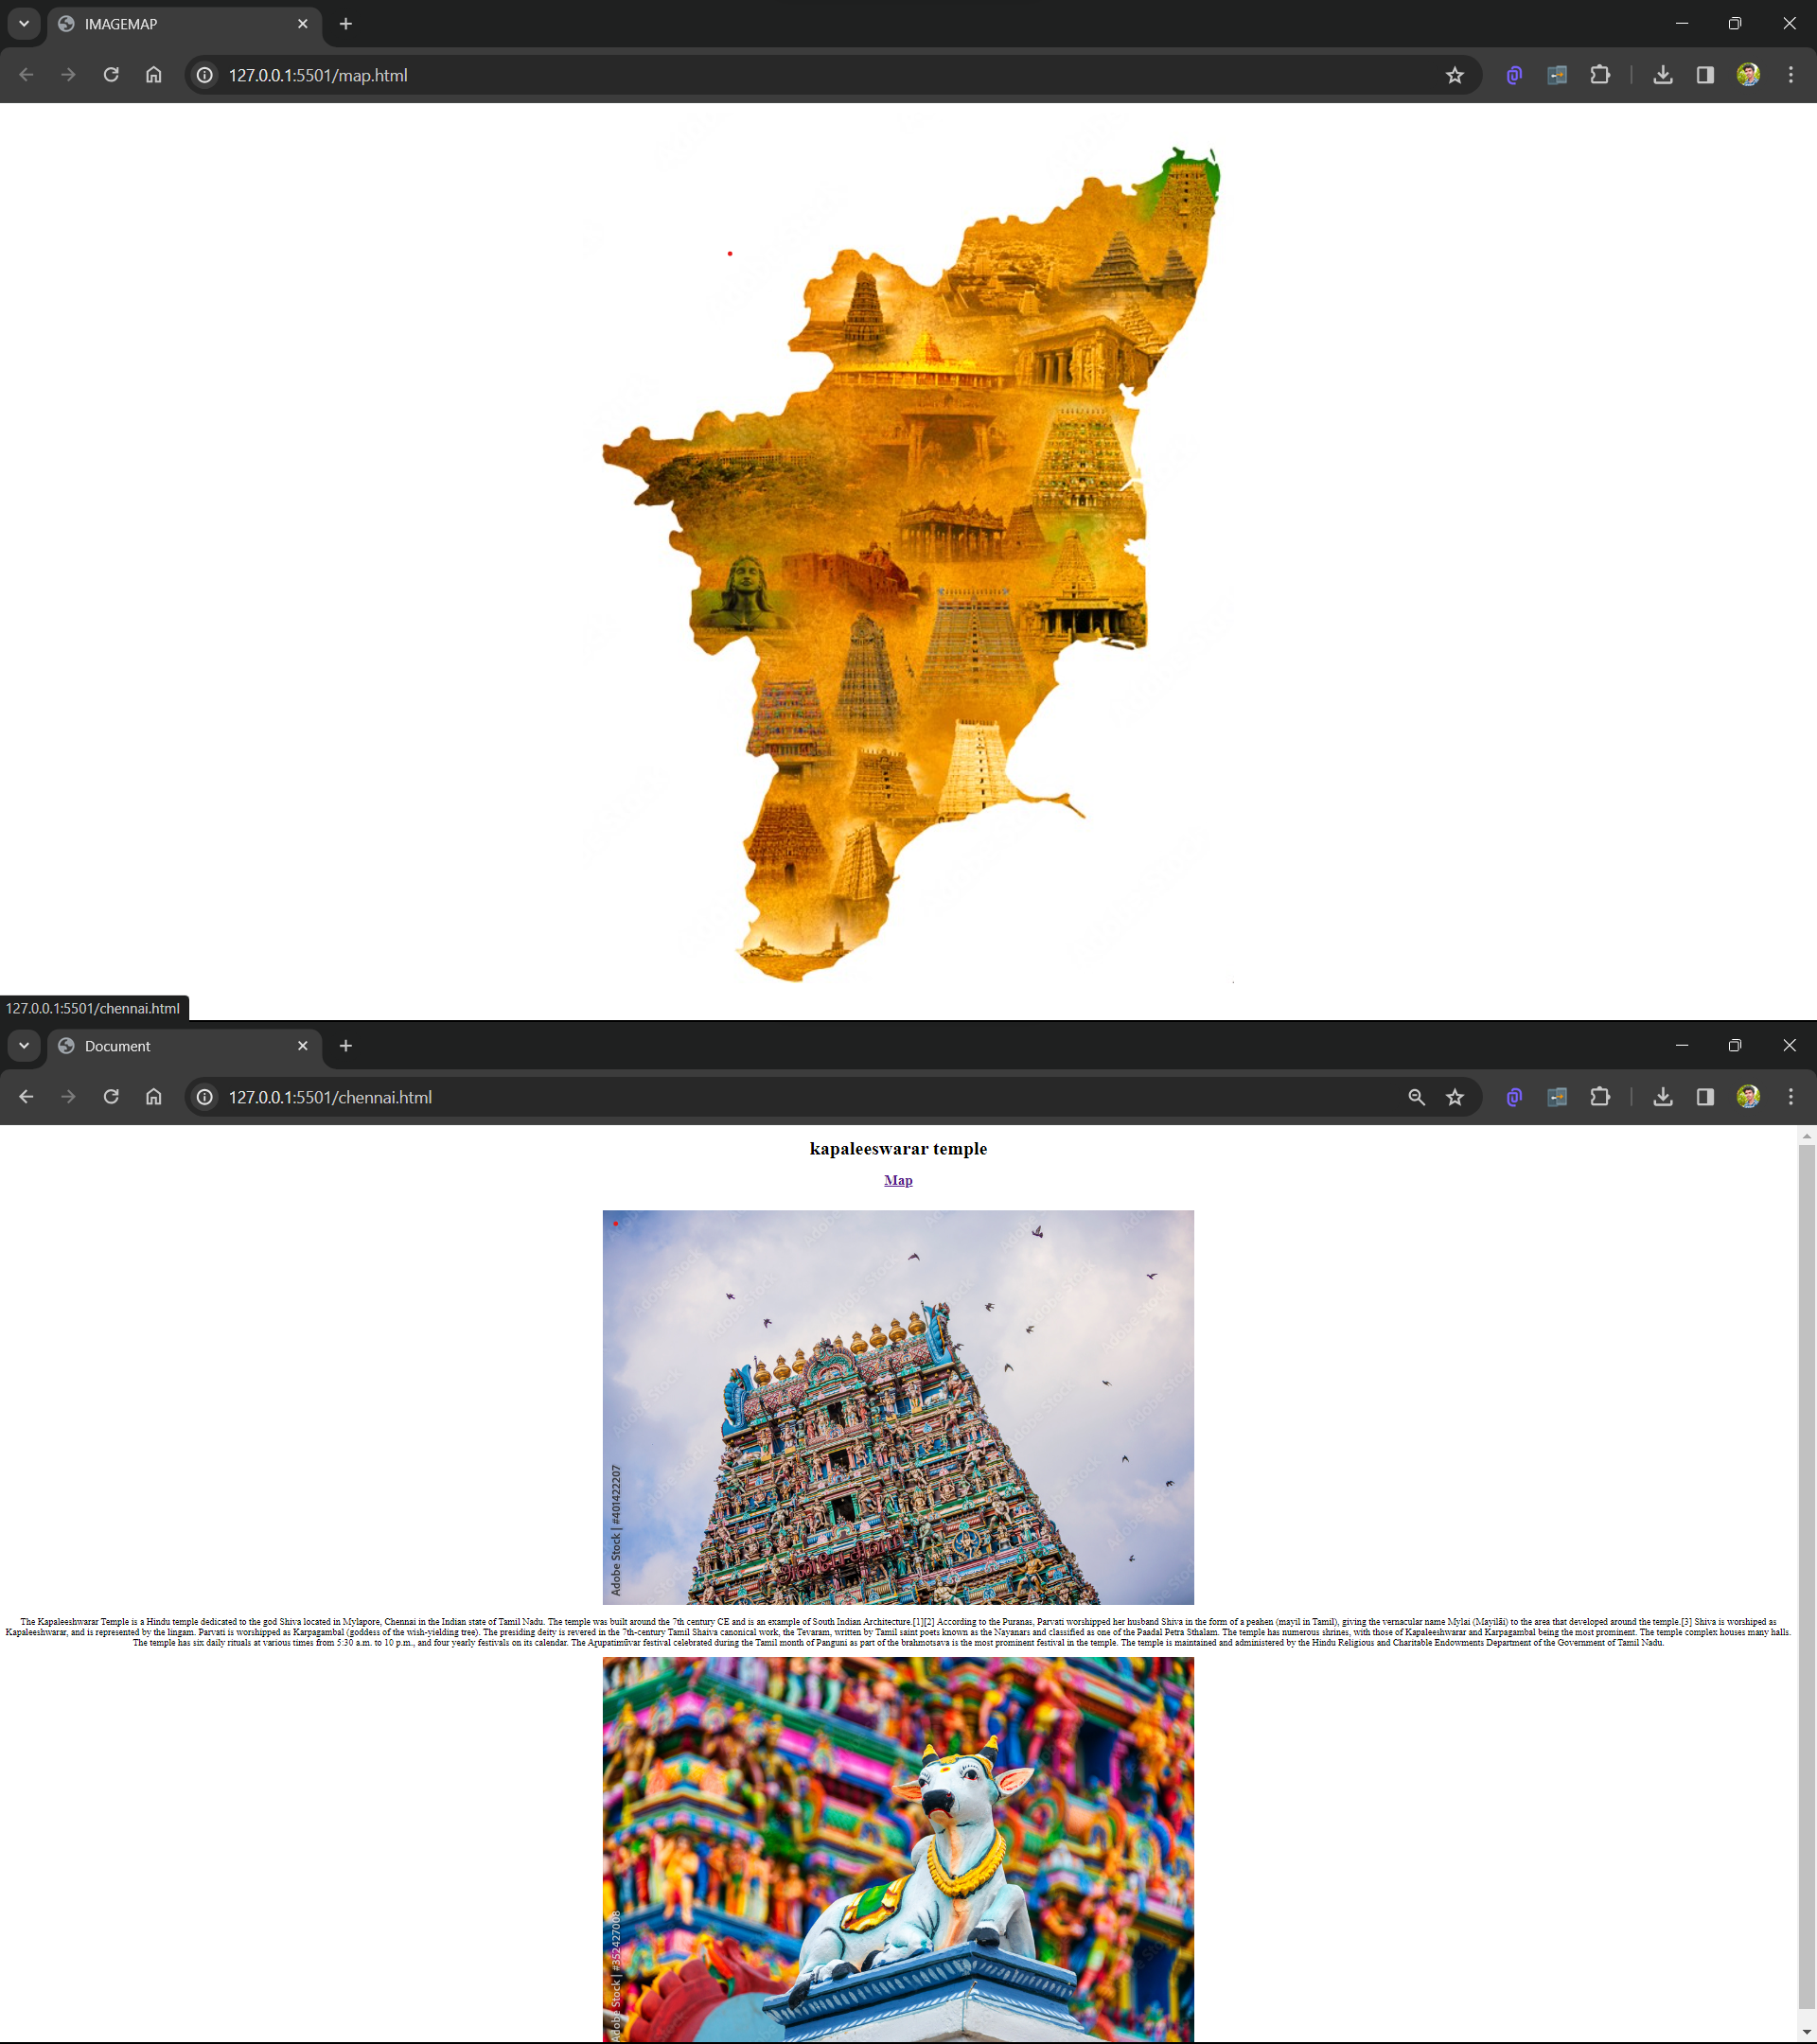 IMAGEMAP
127.0.0.1:5501/map.html
127.0.0.1:5501/chennai.html
Document
127.0.0.1:5501/chennai.html
kapaleeswarar temple
Map
Adobe Stock | #401422207
The Kapaleeshwarar Temple is a Hindu temple dedicated to the god Shiva located in Mylapore, Chennai in the Indian state of Tamil Nadu. The temple was built around the 7th century CE and is an example of South Indian Architecture.[1][2] According to the Puranas, Parvati worshipped her husband Shiva in the form of a peahen (mayil in Tamil), giving the vernacular name Mylai (Mayilāi) to the area that developed around the temple.[3] Shiva is worshiped as
Kapaleeshwarar, and is represented by the lingam. Parvati is worshipped as Karpagambal (goddess of the wish-yielding tree). The presiding deity is revered in the 7th-century Tamil Shaiva canonical work, the Tevaram, written by Tamil saint poets known as the Nayanars and classified as one of the Paadal Petra Sthalam. The temple has numerous shrines, with those of Kapaleeshwarar and Karpagambal being the most prominent. The temple complex houses many halls.
The temple has six daily rituals at various times from 5:30 a.m. to 10 p.m., and four yearly festivals on its calendar. The Aṟupatimūvar festival celebrated during the Tamil month of Panguni as part of the brahmotsava is the most prominent festival in the temple. The temple is maintained and administered by the Hindu Religious and Charitable Endowments Department of the Government of Tamil Nadu.
Adobe Stock | #352427008